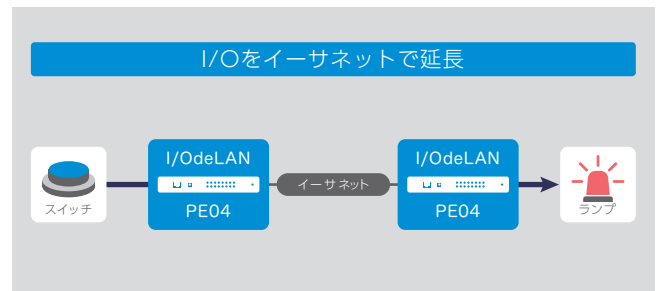 I/Oをイーサネットで延長
スイッチ
I/OdeLAN
PE04
イーサネット
I/OdeLAN
PE04
ランプ